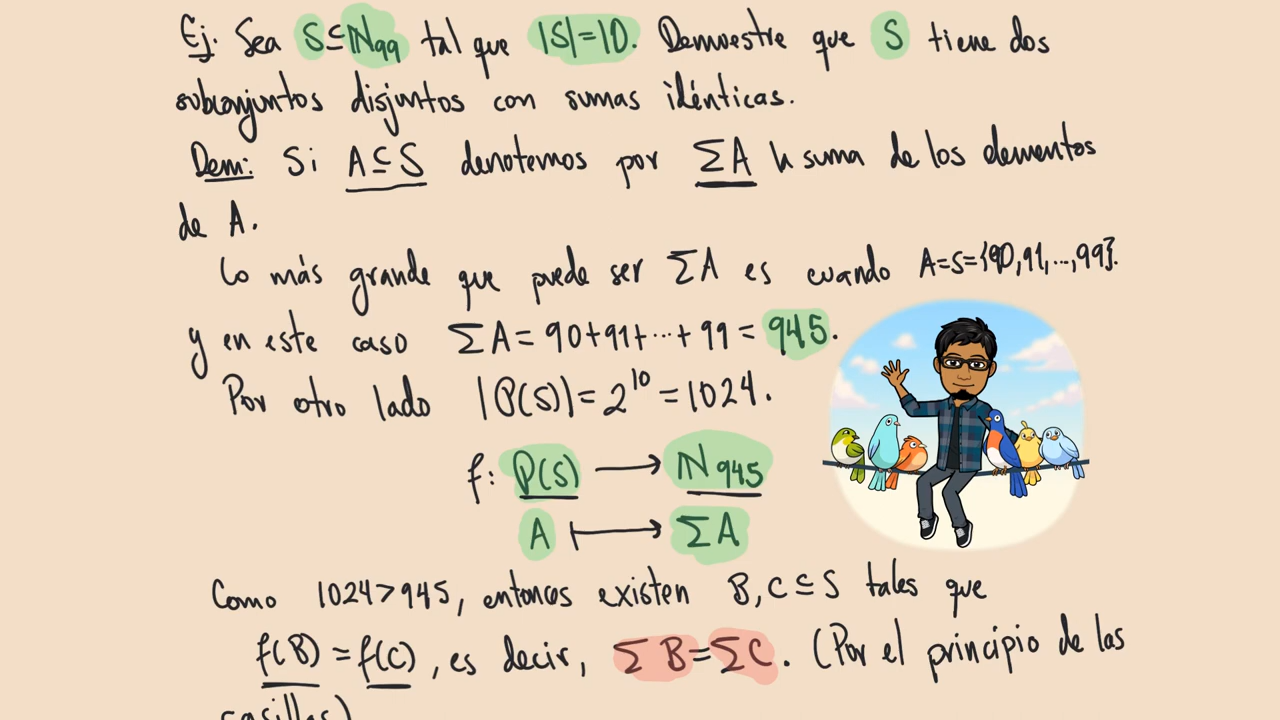 Ej. Sea S⊆ℕ₉₉ tal que |S|=10. Demuestre que S tiene dos
subconjuntos disjuntos con sumas idénticas.
Dem: Si A⊆S denotemos por ΣA la suma de los elementos
de A.
Lo más grande que puede ser ΣA es cuando A=S={90,91,...,99}.
y en este caso ΣA=90+91+...+99=945.
Por otro lado |P(S)|=2¹⁰=1024.
f: P(S) → ℕ₉₄₅
A ↦ ΣA
Como 1024>945, entonces existen B,C⊆S tales que
f(B)=f(C), es decir, ΣB=ΣC. (Por el principio de las
casillas)